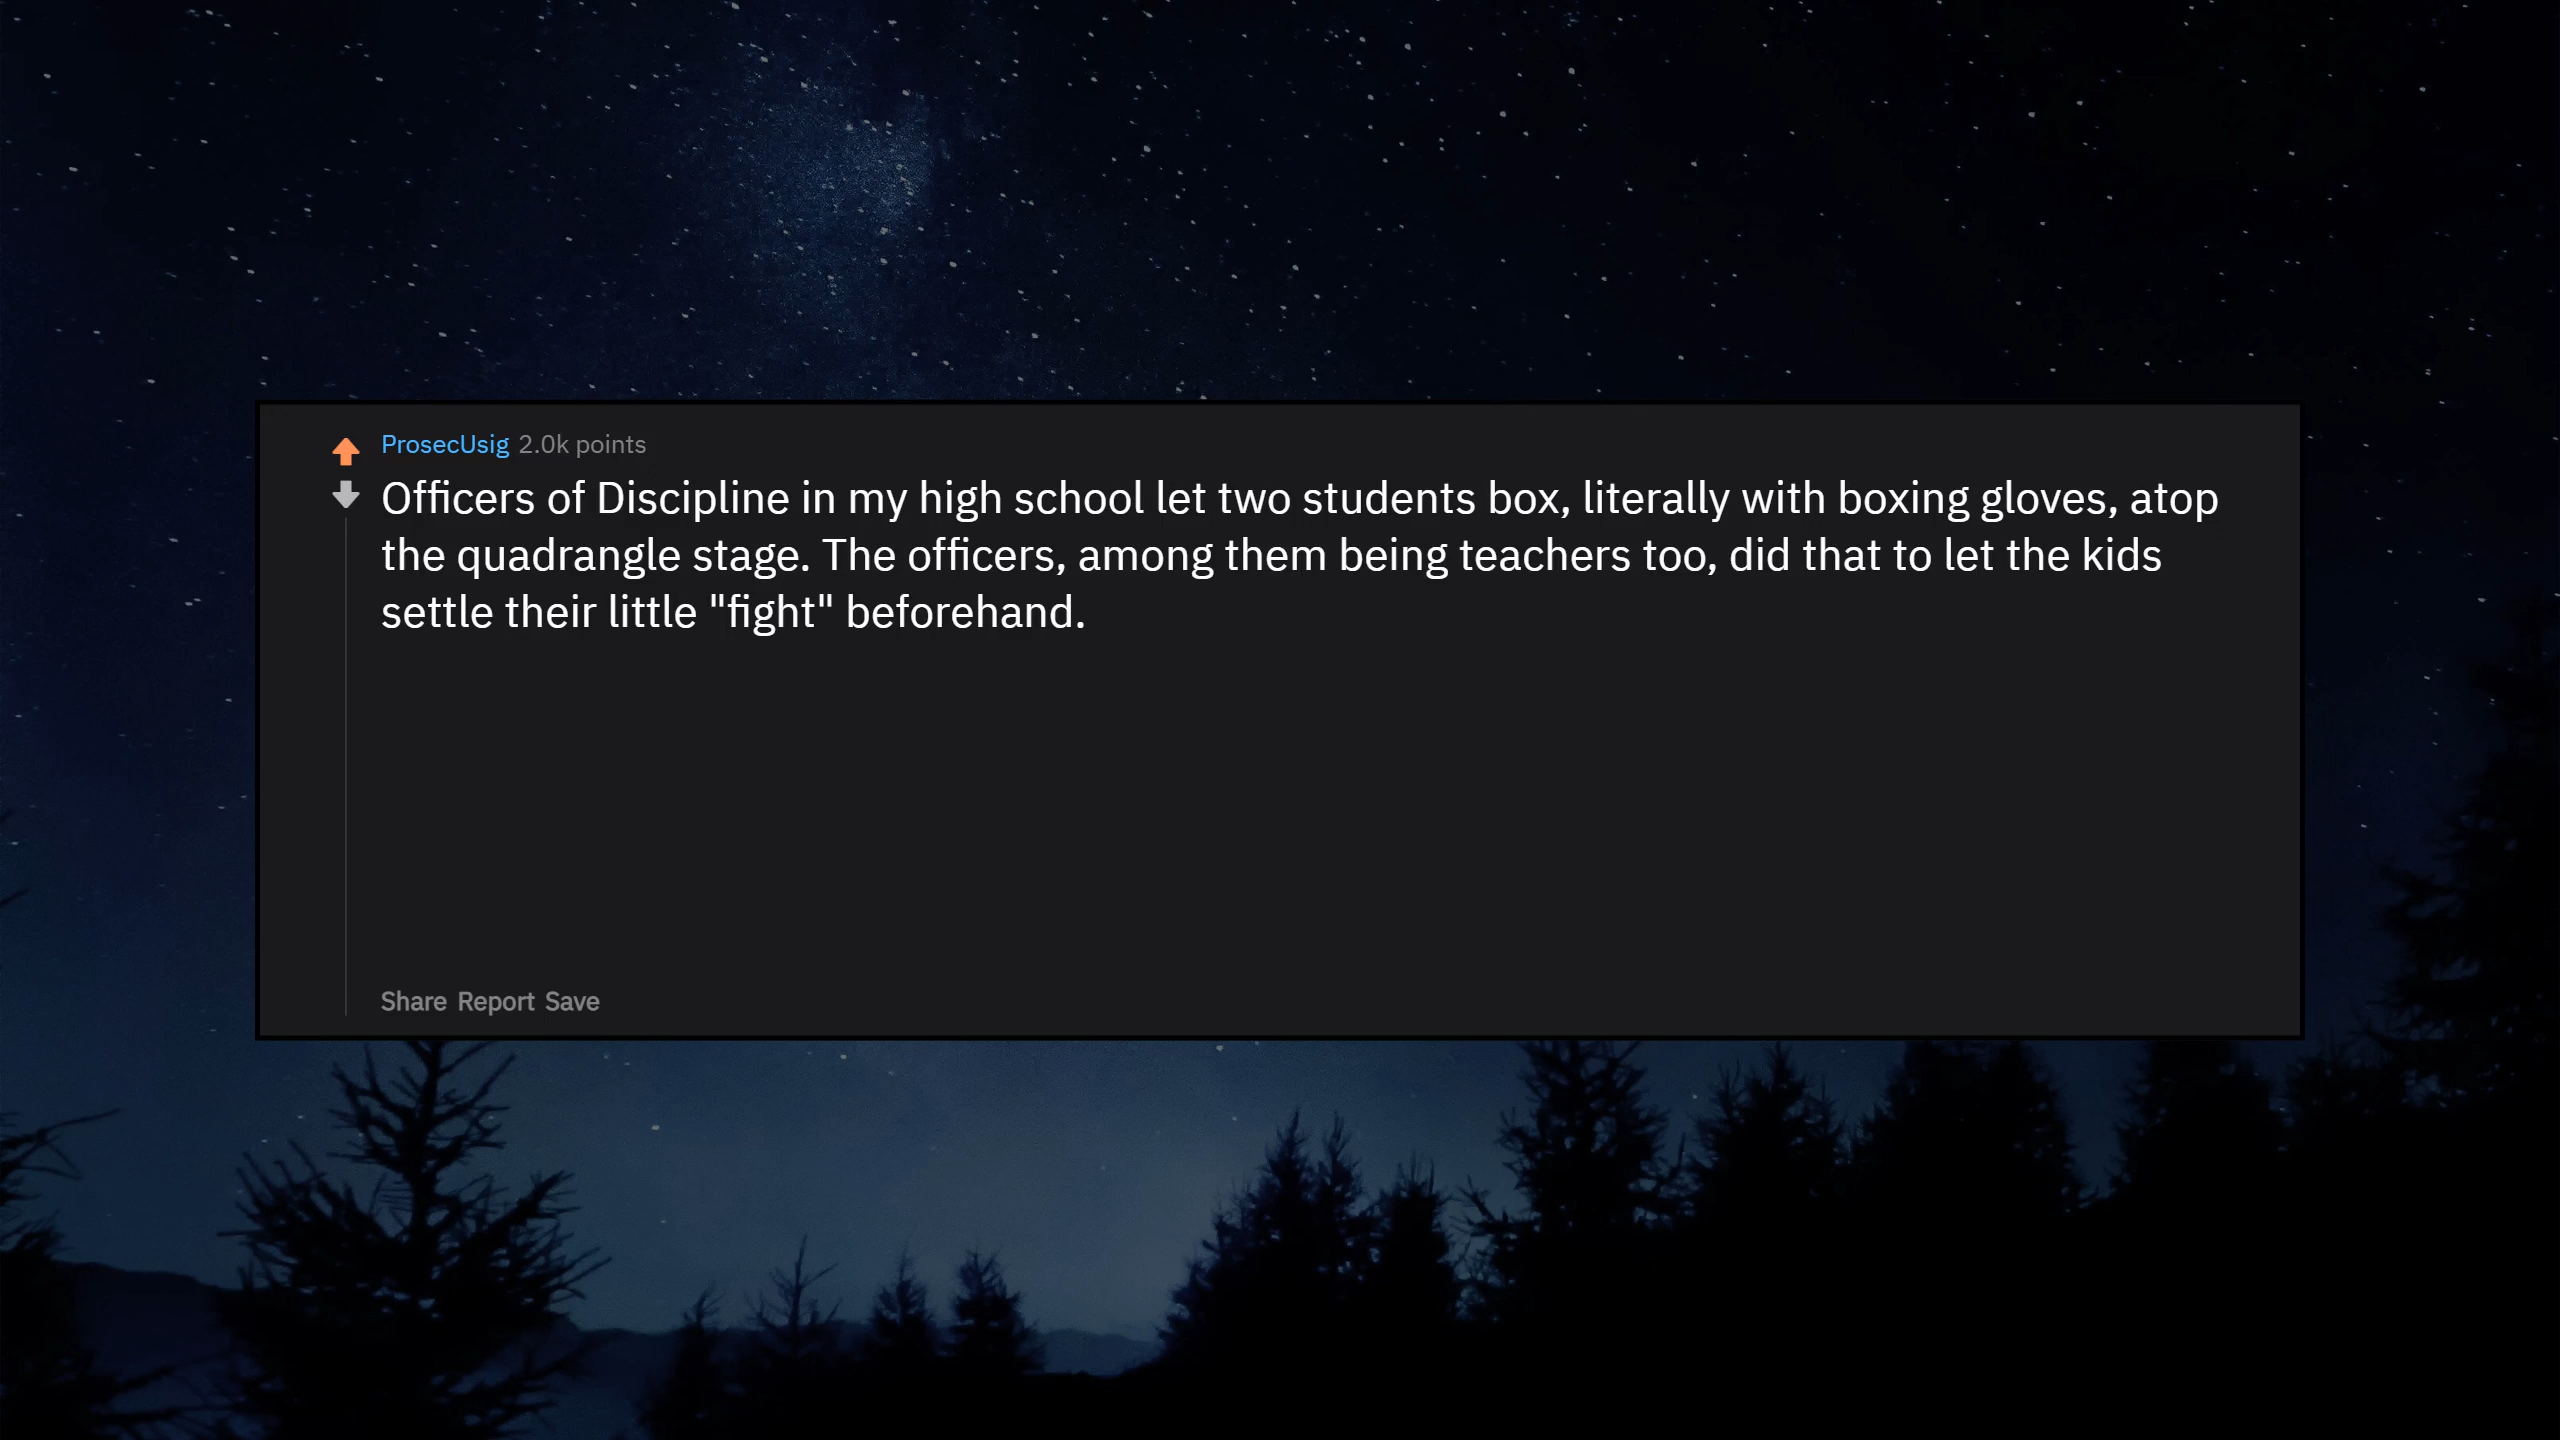 ProsecUsig 2.0k points
Officers of Discipline in my high school let two students box, literally with boxing gloves, atop
the quadrangle stage. The officers, among them being teachers too, did that to let the kids
settle their little "fight" beforehand.
Share Report Save